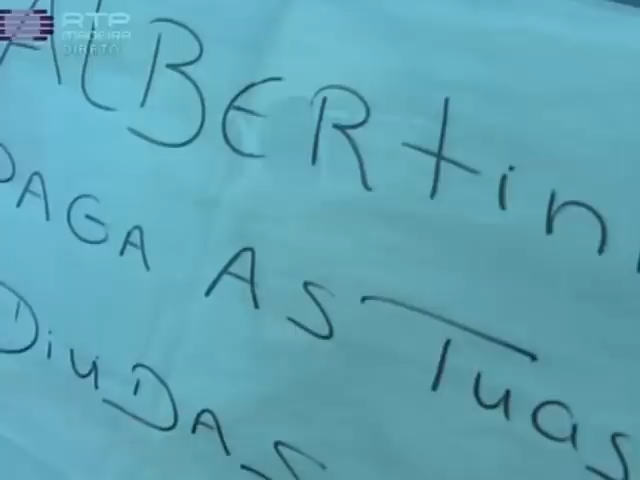 RTP
MADEIRA
DIRETO
ALBERtin
PAGA AS Tuas
DiuDAS